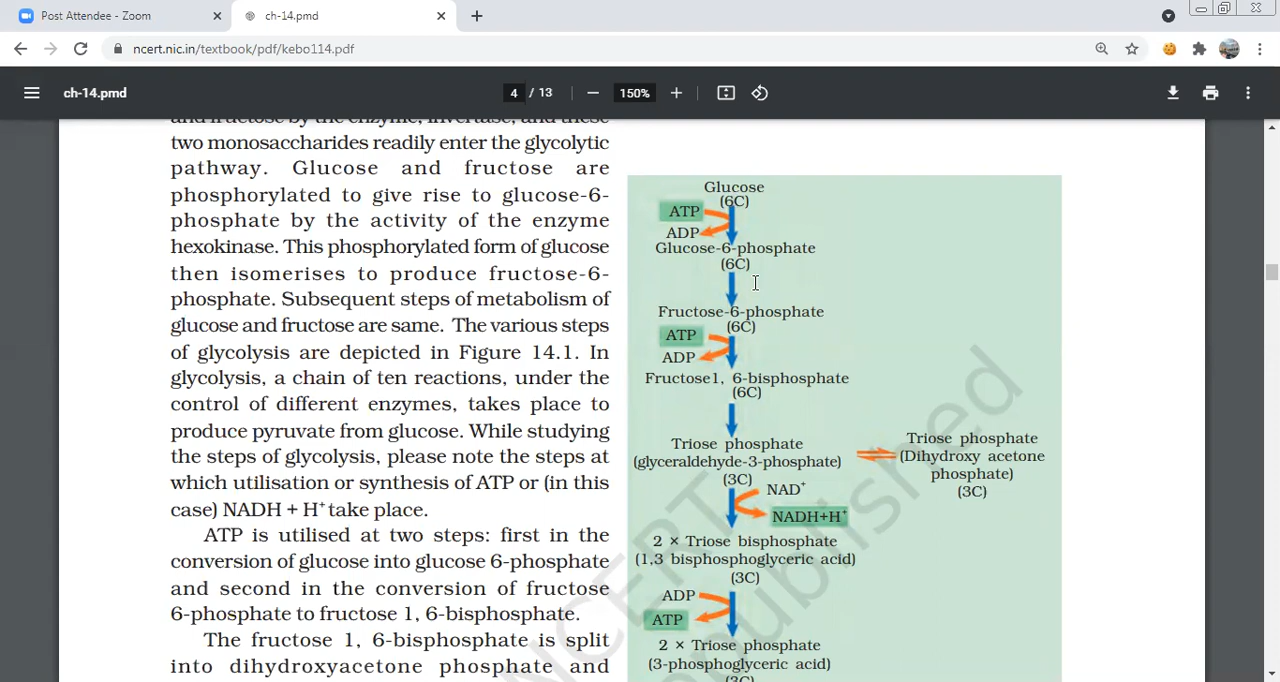 Post Attendee - Zoom
ch-14.pmd
ncert.nic.in/textbook/pdf/kebo114.pdf
ch-14.pmd
4 / 13
150%
and fructose by the enzyme, invertase, and these
two monosaccharides readily enter the glycolytic
pathway. Glucose and fructose are
phosphorylated to give rise to glucose-6-
phosphate by the activity of the enzyme
hexokinase. This phosphorylated form of glucose
then isomerises to produce fructose-6-
phosphate. Subsequent steps of metabolism of
glucose and fructose are same. The various steps
of glycolysis are depicted in Figure 14.1. In
glycolysis, a chain of ten reactions, under the
control of different enzymes, takes place to
produce pyruvate from glucose. While studying
the steps of glycolysis, please note the steps at
which utilisation or synthesis of ATP or (in this
case) NADH + H⁺ take place.
ATP is utilised at two steps: first in the
conversion of glucose into glucose 6-phosphate
and second in the conversion of fructose
6-phosphate to fructose 1, 6-bisphosphate.
The fructose 1, 6-bisphosphate is split
into dihydroxyacetone phosphate and
Glucose
(6C)
ATP
ADP
Glucose-6-phosphate
(6C)
Fructose-6-phosphate
(6C)
ATP
ADP
Fructose1, 6-bisphosphate
(6C)
Triose phosphate
(glyceraldehyde-3-phosphate)
(3C)
Triose phosphate
(Dihydroxy acetone
phosphate)
(3C)
NAD⁺
NADH+H⁺
2 × Triose bisphosphate
(1,3 bisphosphoglyceric acid)
(3C)
ADP
ATP
2 × Triose phosphate
(3-phosphoglyceric acid)
(3C)
NCERT
published